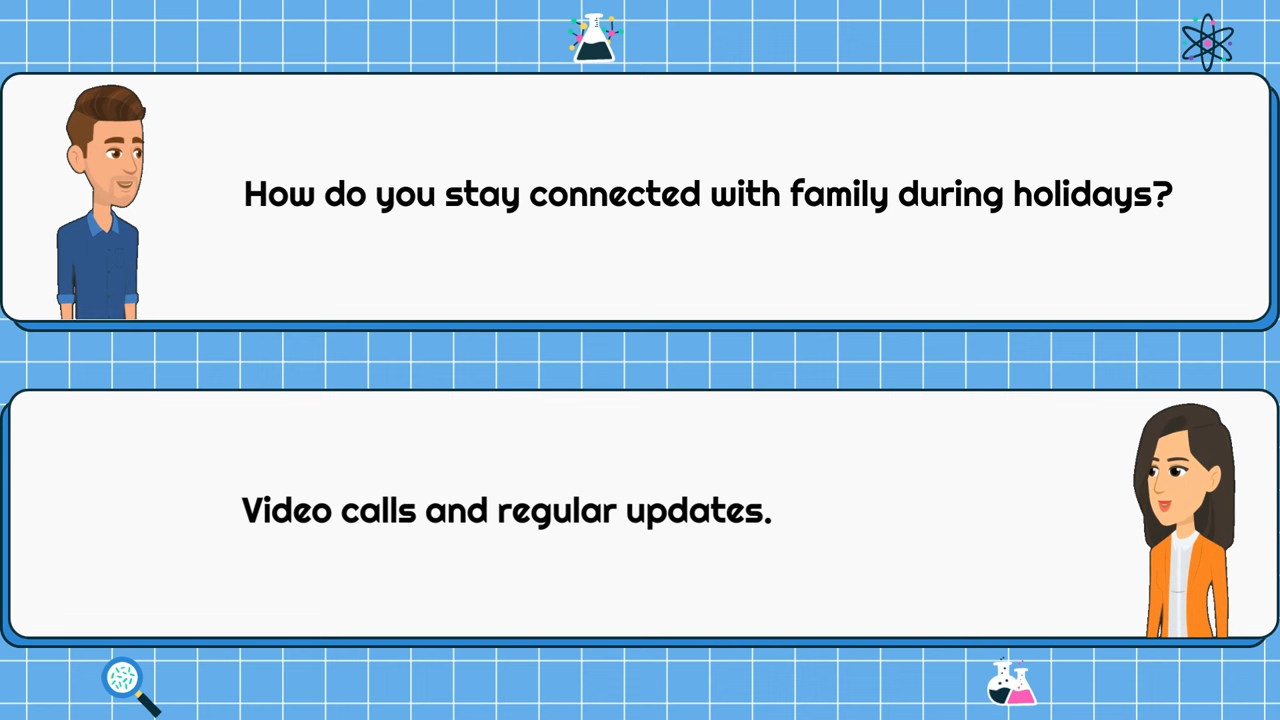 How do you stay connected with family during holidays?
Video calls and regular updates.